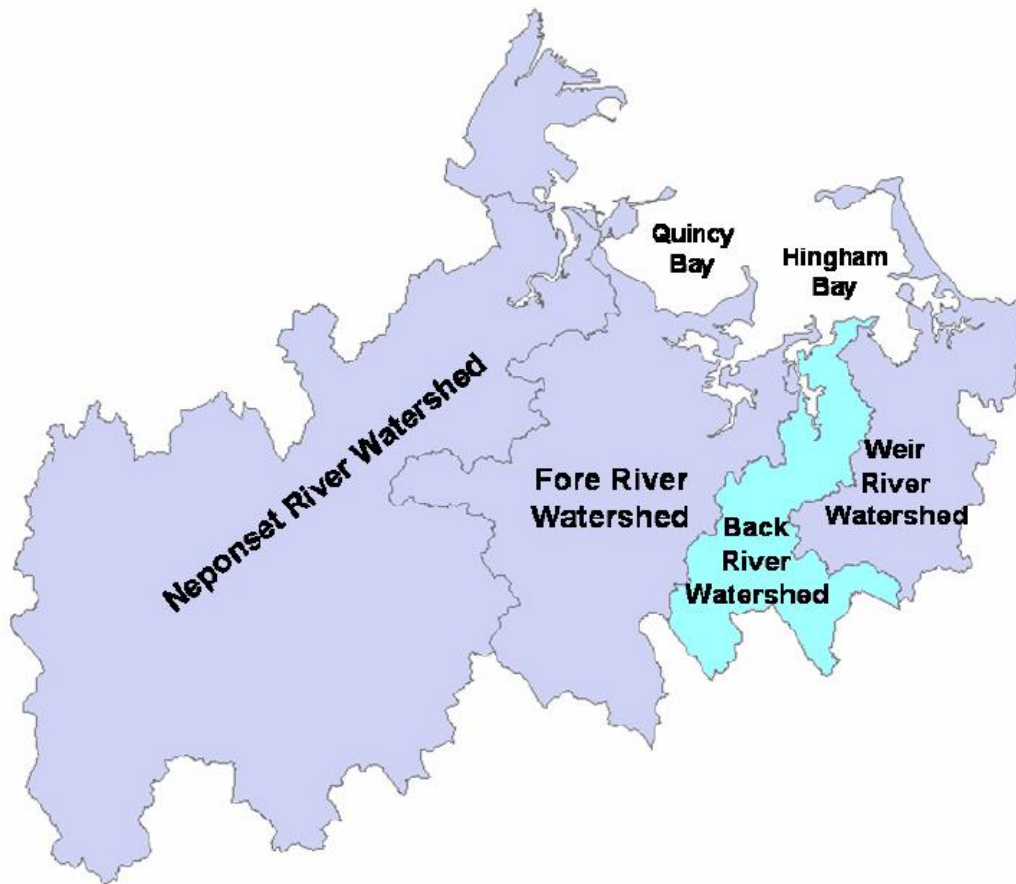 Quincy
Bay
Hingham
Bay
Neponset River Watershed
Fore River
Watershed
Weir
River
Watershed
Back
River
Watershed